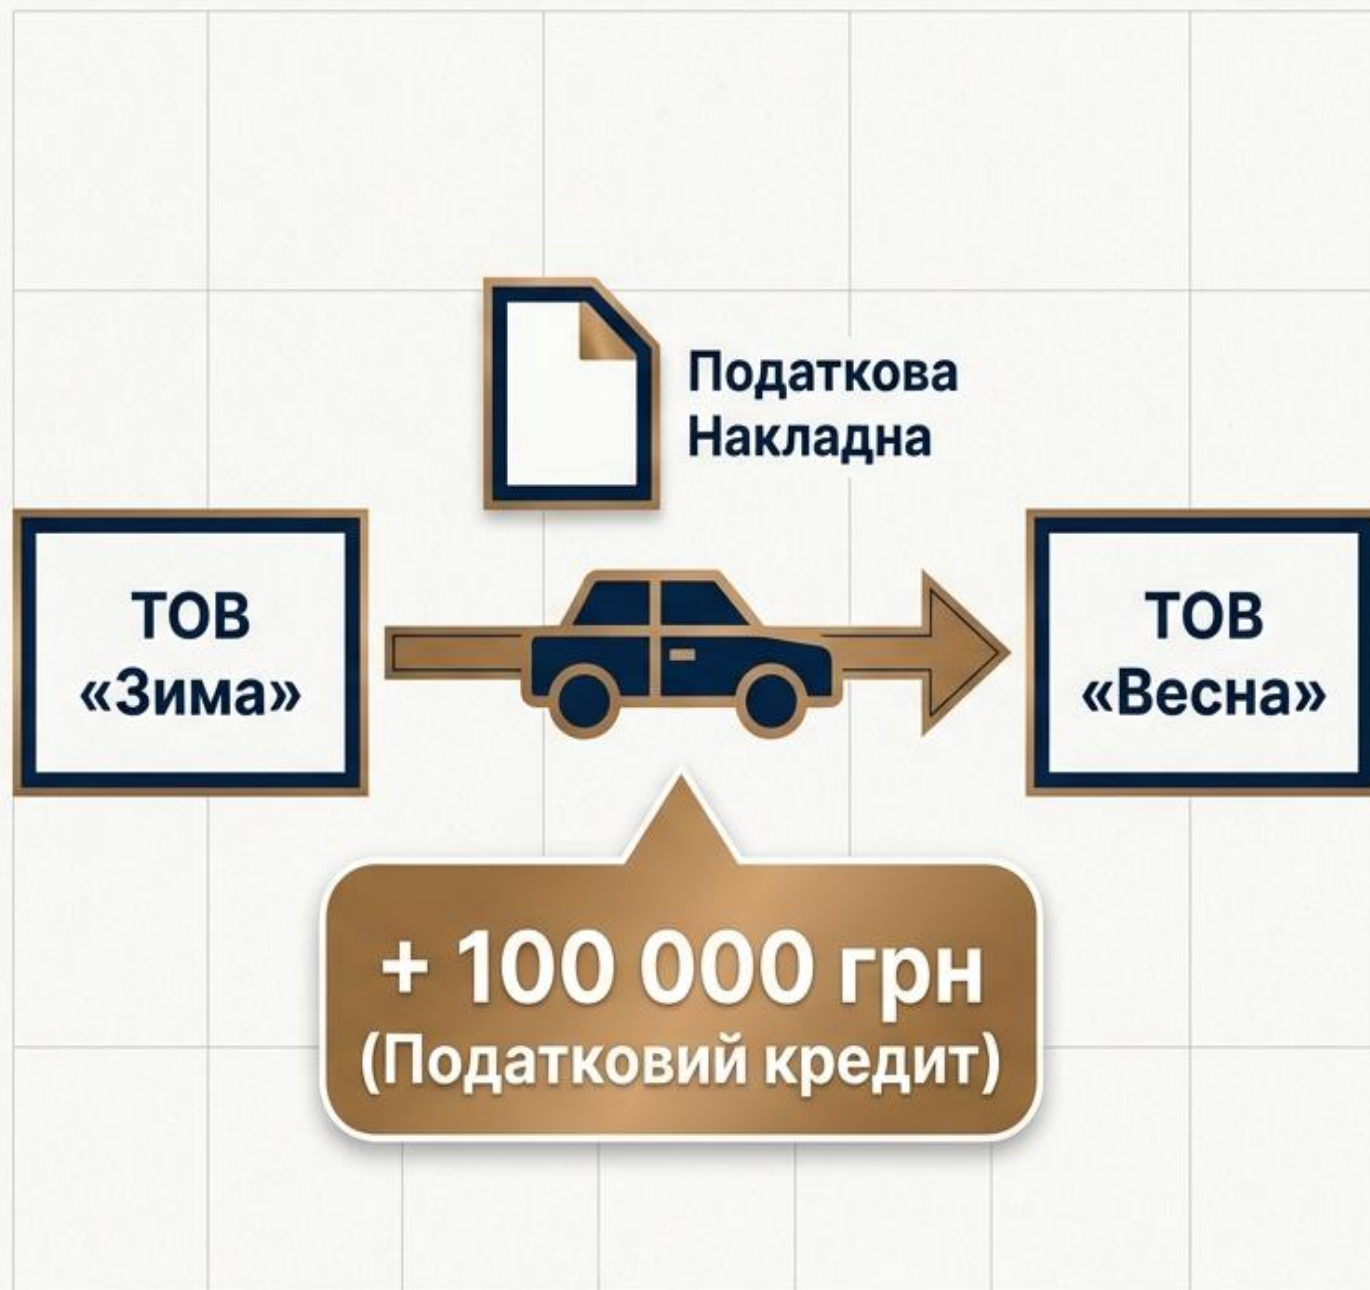 Податкова
Накладна
ТОВ
«Зима»
ТОВ
«Весна»
+ 100 000 грн
(Податковий кредит)